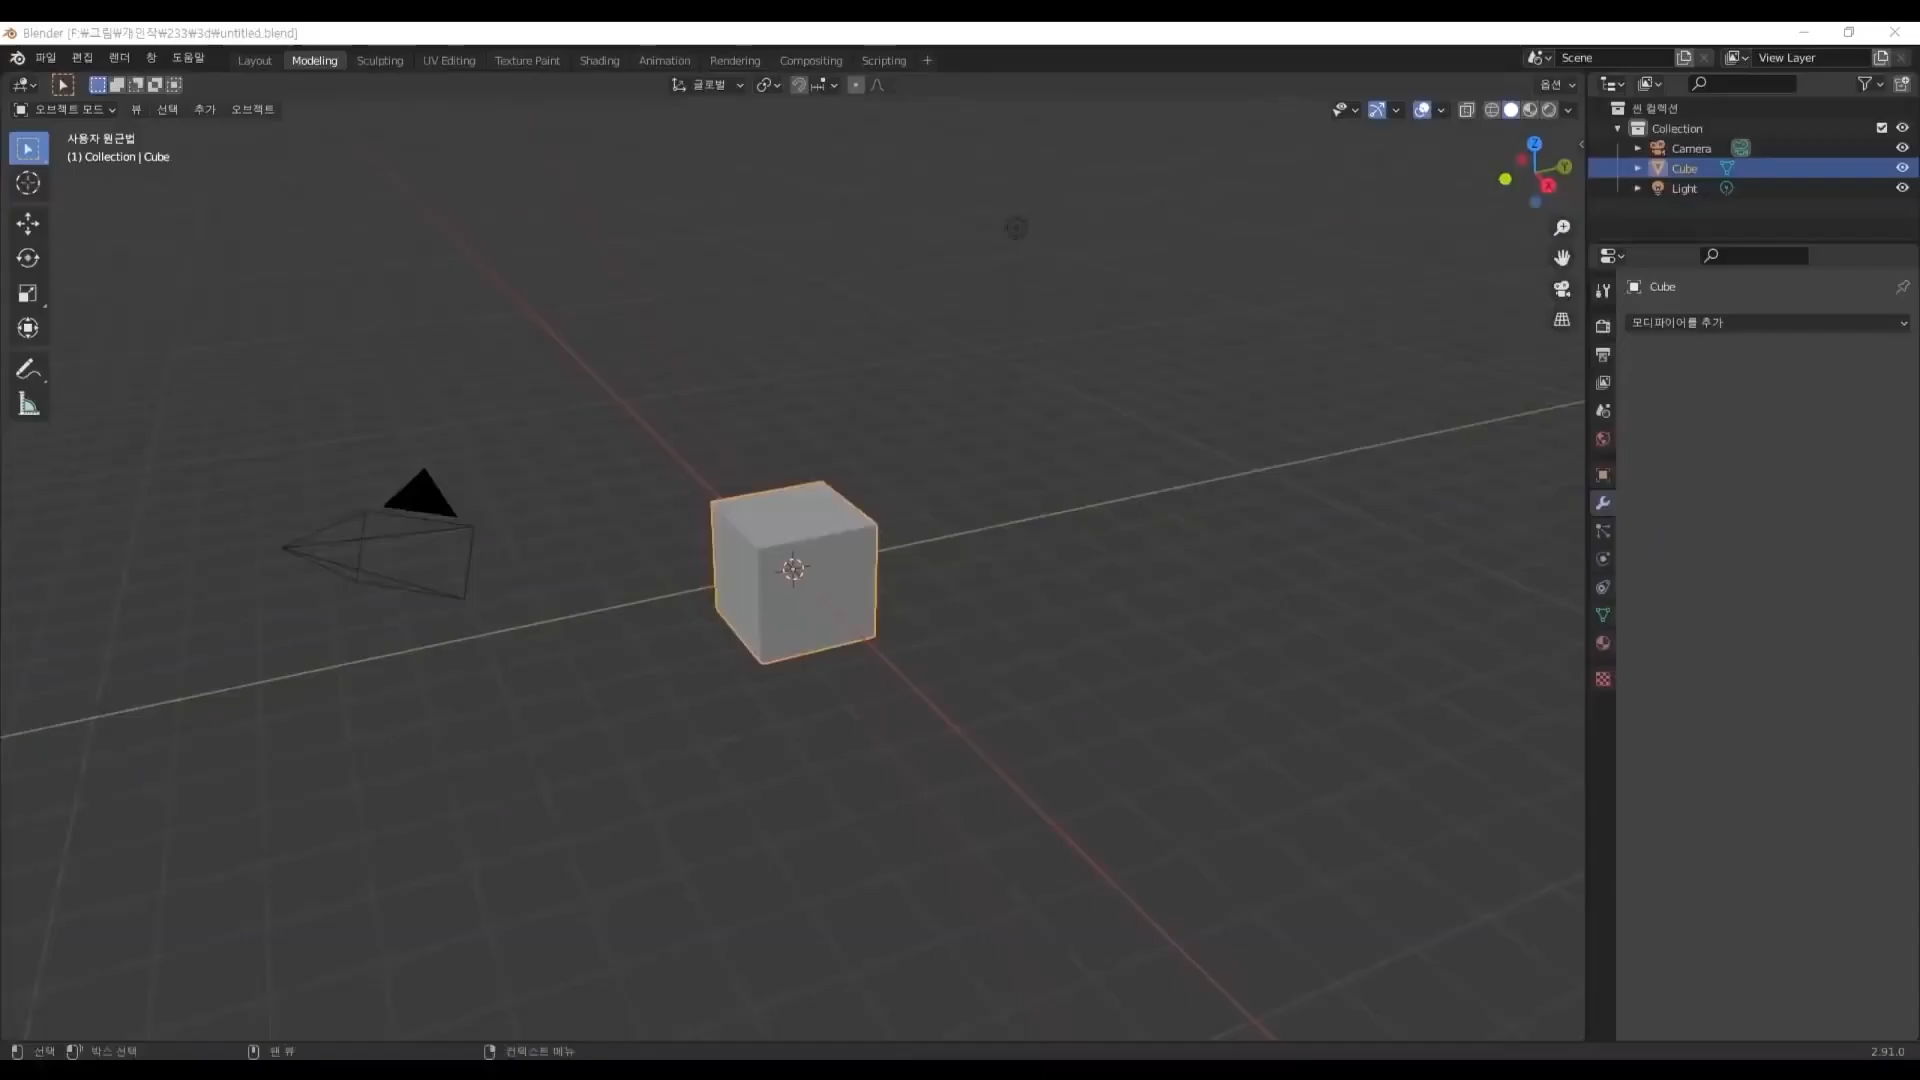 Blender [F:₩그림₩개인작₩233₩3d₩untitled.blend]
파일 편집 렌더 창 도움말 Layout Modeling Sculpting UV Editing Texture Paint Shading Animation Rendering Compositing Scripting + Scene View Layer
글로벌 옵션
오브젝트 모드 뷰 선택 추가 오브젝트
사용자 원근법
(1) Collection | Cube
Z
Y
X
씬 컬렉션
Collection
Camera
Cube
Light
Cube
모디파이어를 추가
선택 박스 선택 팬 뷰 컨텍스트 메뉴 2.91.0